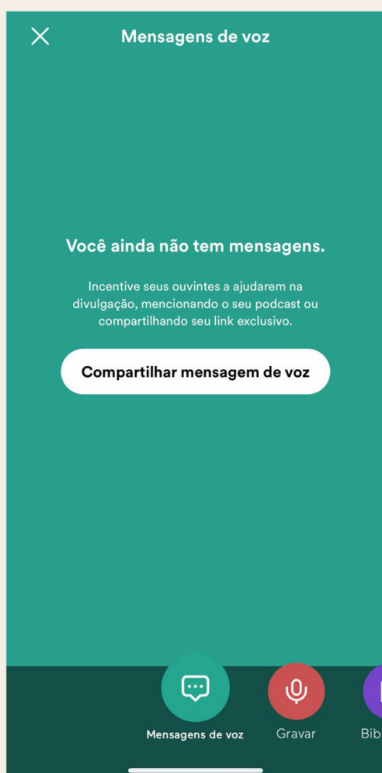 Mensagens de voz
Você ainda não tem mensagens.
Incentive seus ouvintes a ajudarem na
divulgação, mencionando o seu podcast ou
compartilhando seu link exclusivo.
Compartilhar mensagem de voz
Mensagens de voz
Gravar
Bib